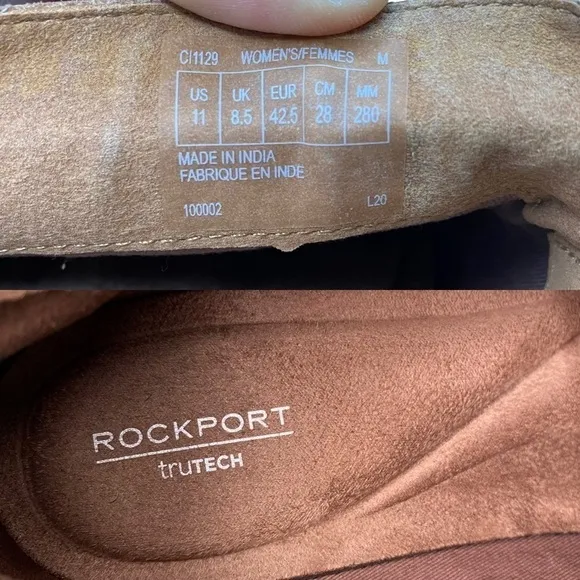 CI1129 WOMEN'S/FEMMES M
US UK EUR CM MM
11 8.5 42.5 28 280
MADE IN INDIA
FABRIQUE EN INDE
100002 L20
ROCKPORT
truTECH